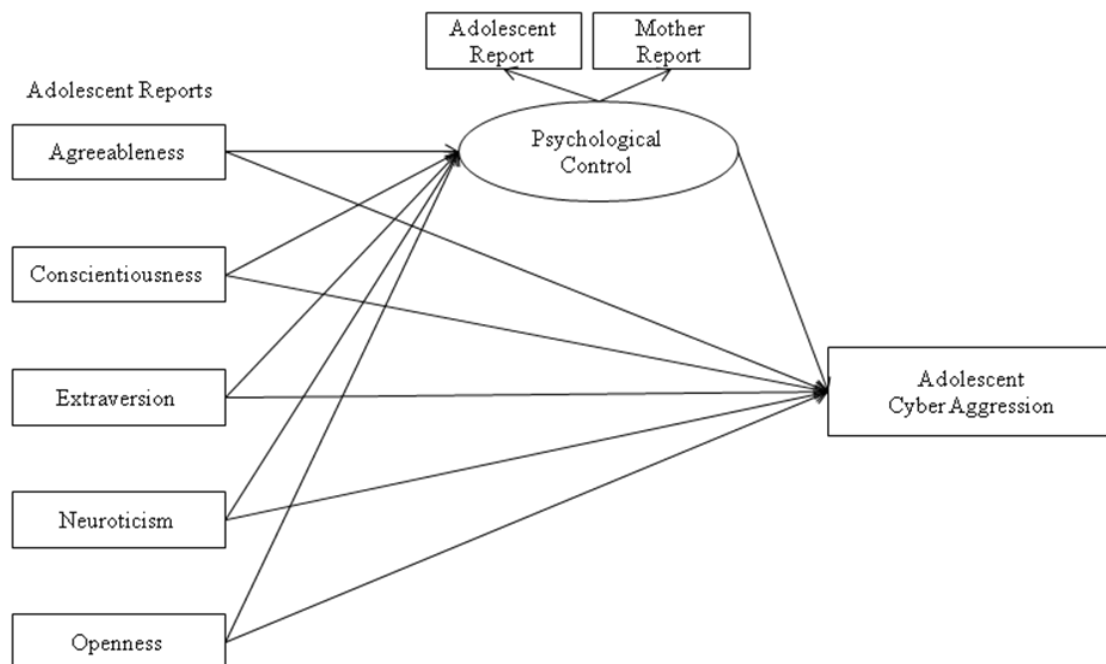 Adolescent
Report
Mother
Report
Adolescent Reports
Agreeableness
Psychological
Control
Conscientiousness
Extraversion
Adolescent
Cyber Aggression
Neuroticism
Openness